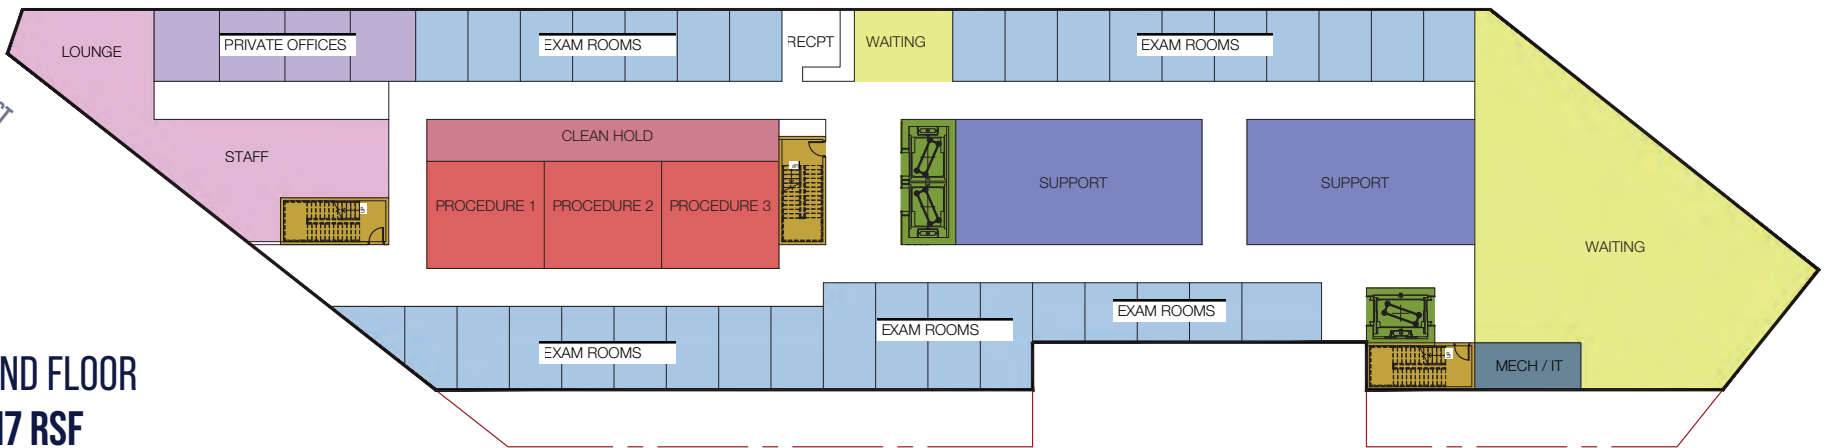 LOUNGE
PRIVATE OFFICES
EXAM ROOMS
RECPT
WAITING
EXAM ROOMS
CLEAN HOLD
STAFF
SUPPORT
SUPPORT
PROCEDURE 1
PROCEDURE 2
PROCEDURE 3
WAITING
EXAM ROOMS
EXAM ROOMS
EXAM ROOMS
MECH / IT
ND FLOOR
17 RSF